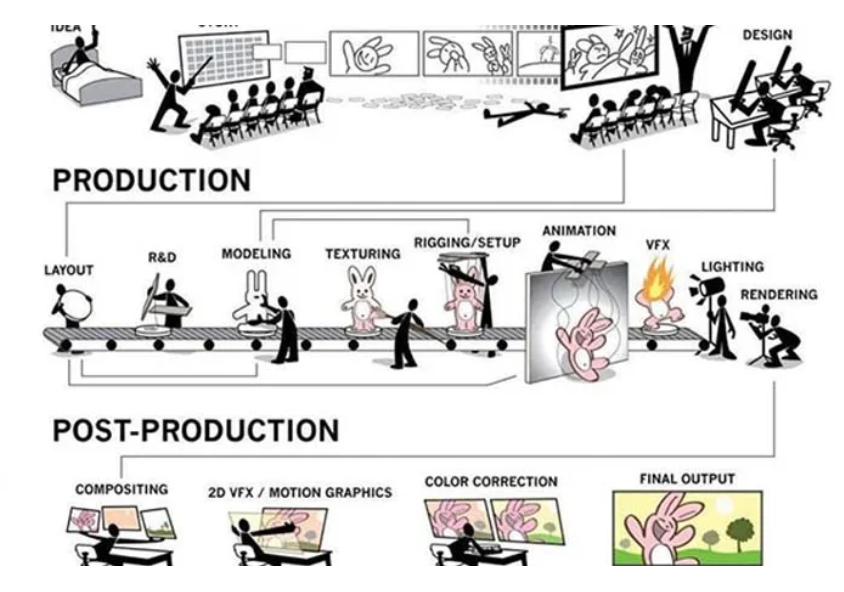 IDEA
STORY
DESIGN
PRODUCTION
LAYOUT
R&D
MODELING
TEXTURING
RIGGING/SETUP
ANIMATION
VFX
LIGHTING
RENDERING
POST-PRODUCTION
COMPOSITING
2D VFX / MOTION GRAPHICS
COLOR CORRECTION
FINAL OUTPUT